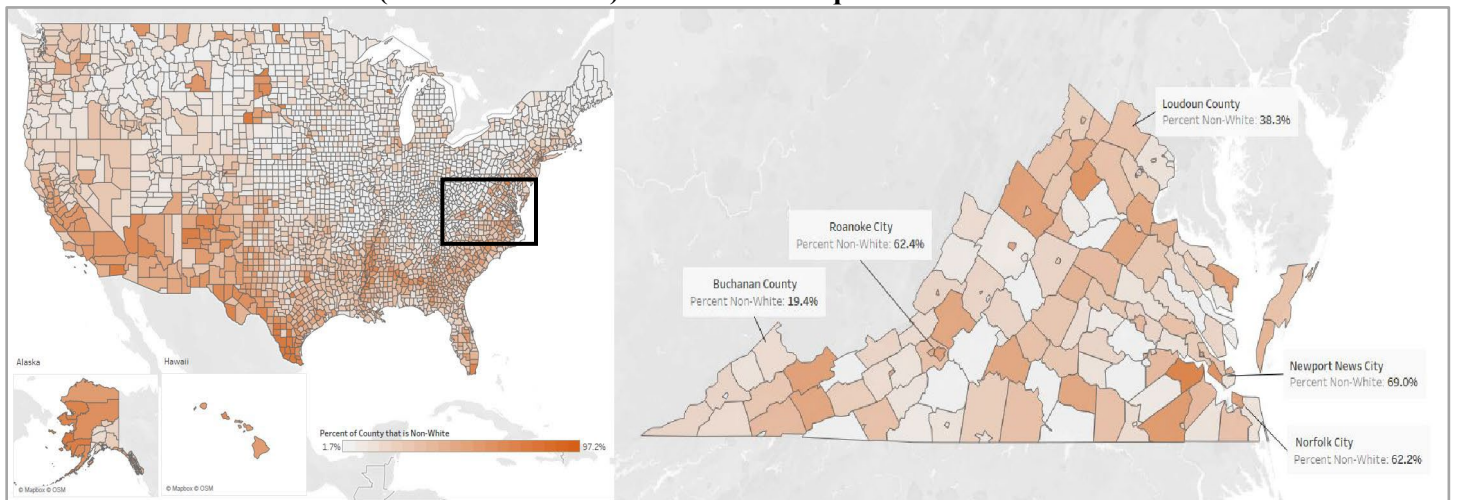 Alaska
Hawaii
© Mapbox © OSM
© Mapbox © OSM
Percent of County that is Non-White
1.7%
97.2%
Loudoun County
Percent Non-White: 38.3%
Roanoke City
Percent Non-White: 62.4%
Buchanan County
Percent Non-White: 19.4%
Newport News City
Percent Non-White: 69.0%
Norfolk City
Percent Non-White: 62.2%